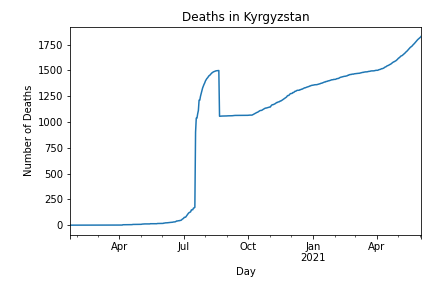 Deaths in Kyrgyzstan
Number of Deaths
1750
1500
1250
1000
750
500
250
0
Apr
Jul
Oct
Jan
2021
Apr
Day